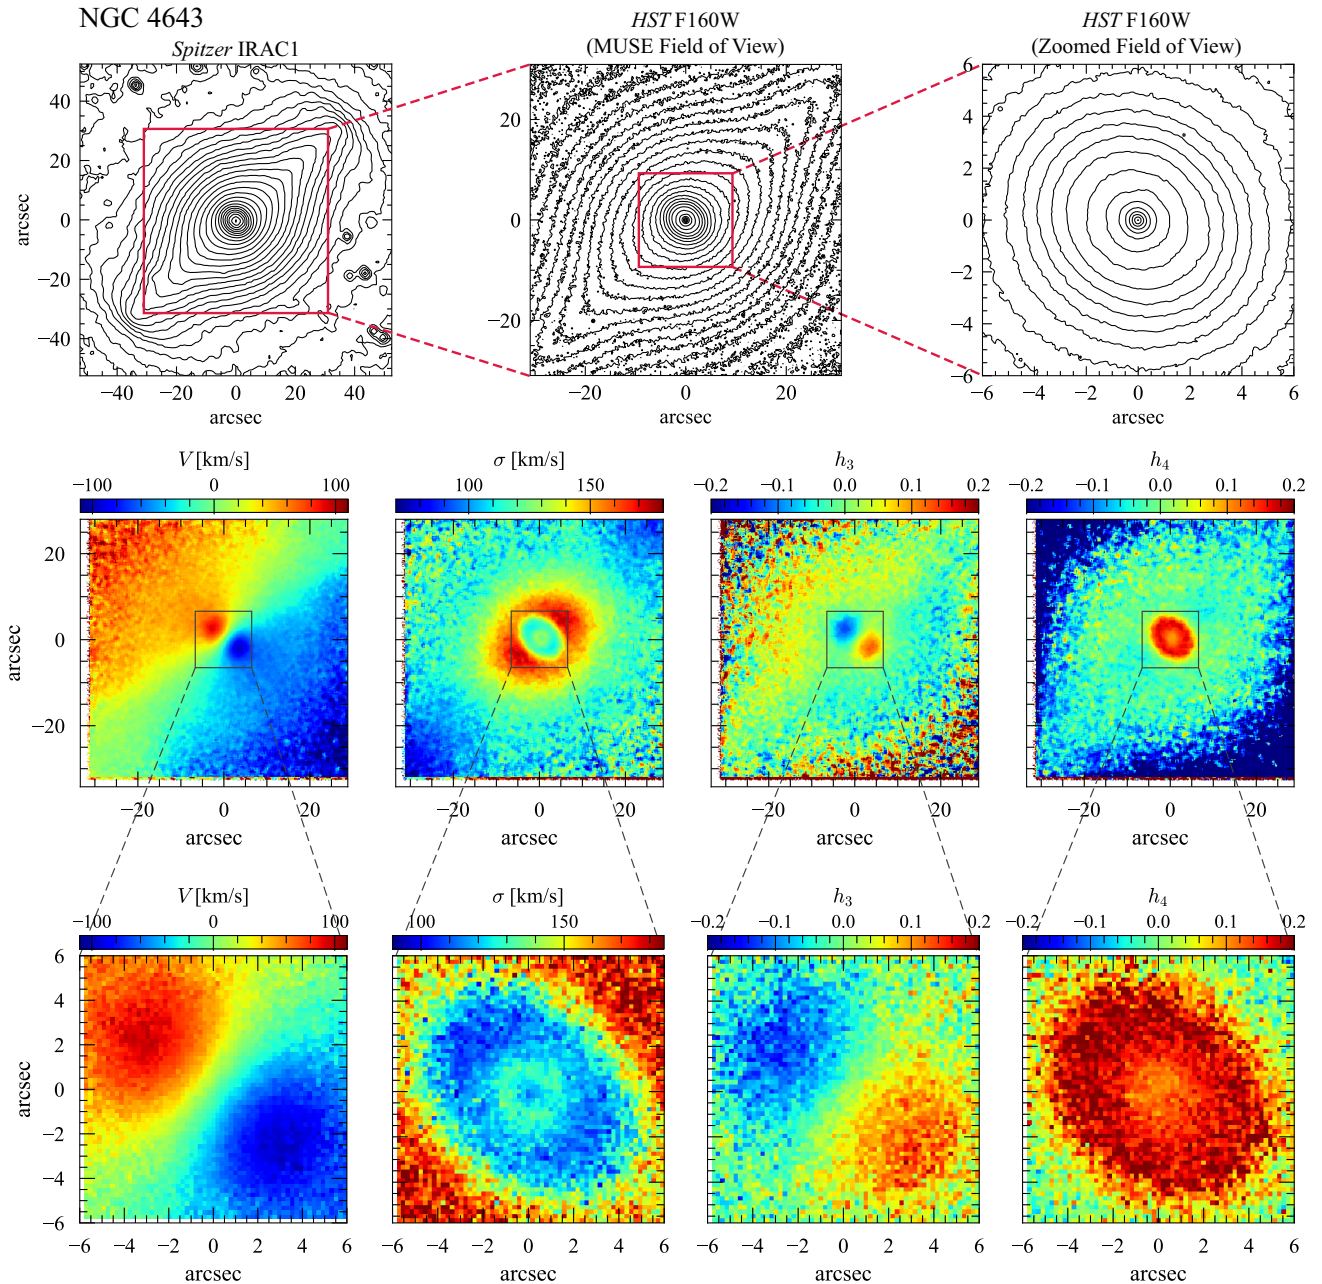 NGC 4643
Spitzer IRAC1
HST F160W
(MUSE Field of View)
HST F160W
(Zoomed Field of View)
40
20
0
−20
−40
arcsec
−40 −20 0 20 40
arcsec
20
0
−20
−20 0 20
arcsec
6
4
2
0
−2
−4
−6
−6 −4 −2 0 2 4 6
arcsec
V [km/s]
−100 0 100
σ [km/s]
100 150
h₃
−0.2 −0.1 0.0 0.1 0.2
h₄
−0.2 −0.1 0.0 0.1 0.2
20
0
−20
arcsec
−20 0 20
arcsec
−20 0 20
arcsec
−20 0 20
arcsec
−20 0 20
arcsec
V [km/s]
−100 0 100
σ [km/s]
100 150
h₃
−0.2 −0.1 0.0 0.1 0.2
h₄
−0.2 −0.1 0.0 0.1 0.2
6
4
2
0
−2
−4
−6
arcsec
−6 −4 −2 0 2 4 6
arcsec
−6 −4 −2 0 2 4 6
arcsec
−6 −4 −2 0 2 4 6
arcsec
−6 −4 −2 0 2 4 6
arcsec